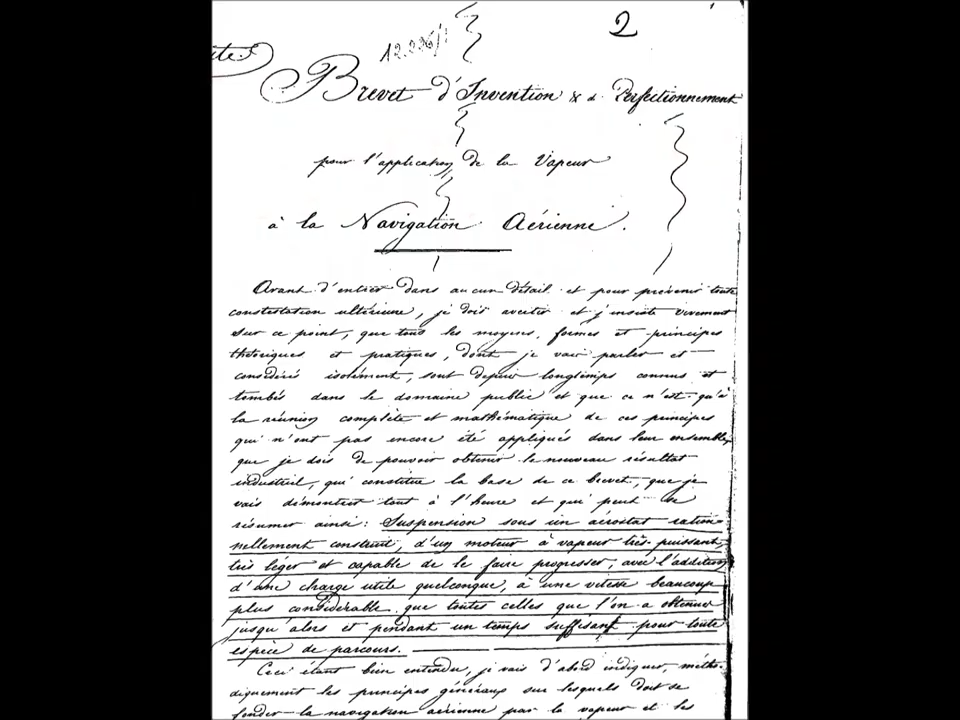 2
12.226/1
Brevet d'Invention & de Perfectionnement
pour l'application de la Vapeur
à la Navigation Aérienne.
Avant d'entrer dans aucun détail et pour prévenir toute
contestation ultérieure, je dois avertir et j'insiste vivement
sur ce point, que tous les moyens, formes et principes
théoriques et pratiques, dont je vais parler et
considérés isolément, sont depuis longtemps connus et
tombés dans le domaine public et que ce n'est qu'à
la réunion complète et mathématique de ces principes
qui n'ont pas encore été appliqués dans leur ensemble,
que je dois de pouvoir obtenir le nouveau résultat
industriel, qui constitue la base de ce brevet, que je
vais démontrer tout à l'heure et qui peut se
résumer ainsi: Suspension sous un aérostat ration-
nellement construit, d'un moteur à vapeur très-puissant,
très léger et capable de le faire progresser, avec l'addition
d'une charge utile quelconque, à une vitesse beaucoup
plus considérable que toutes celles que l'on a obtenues
jusqu'alors et pendant un temps suffisant pour toute
espèce de parcours.
Ceci étant bien entendu, je vais d'abord indiquer, métho-
diquement les principes généraux sur lesquels doit se
fonder la navigation aérienne par la vapeur et les